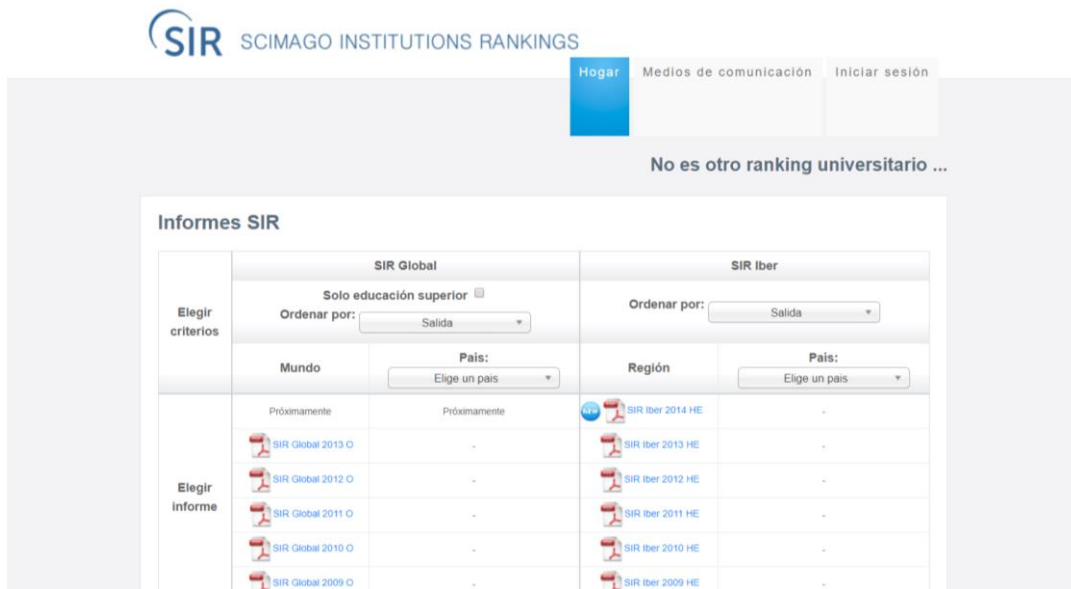 SIR SCIMAGO INSTITUTIONS RANKINGS
Hogar Medios de comunicación Iniciar sesión
No es otro ranking universitario ...
Informes SIR
SIR Global SIR Iber
Elegir criterios
Solo educación superior
Ordenar por: Salida
Ordenar por: Salida
Mundo
Pais: Elige un pais
Región
Pais: Elige un pais
Elegir informe
Próximamente Próximamente NEW SIR Iber 2014 HE -
SIR Global 2013 O - SIR Iber 2013 HE -
SIR Global 2012 O - SIR Iber 2012 HE -
SIR Global 2011 O - SIR Iber 2011 HE -
SIR Global 2010 O - SIR Iber 2010 HE -
SIR Global 2009 O - SIR Iber 2009 HE -